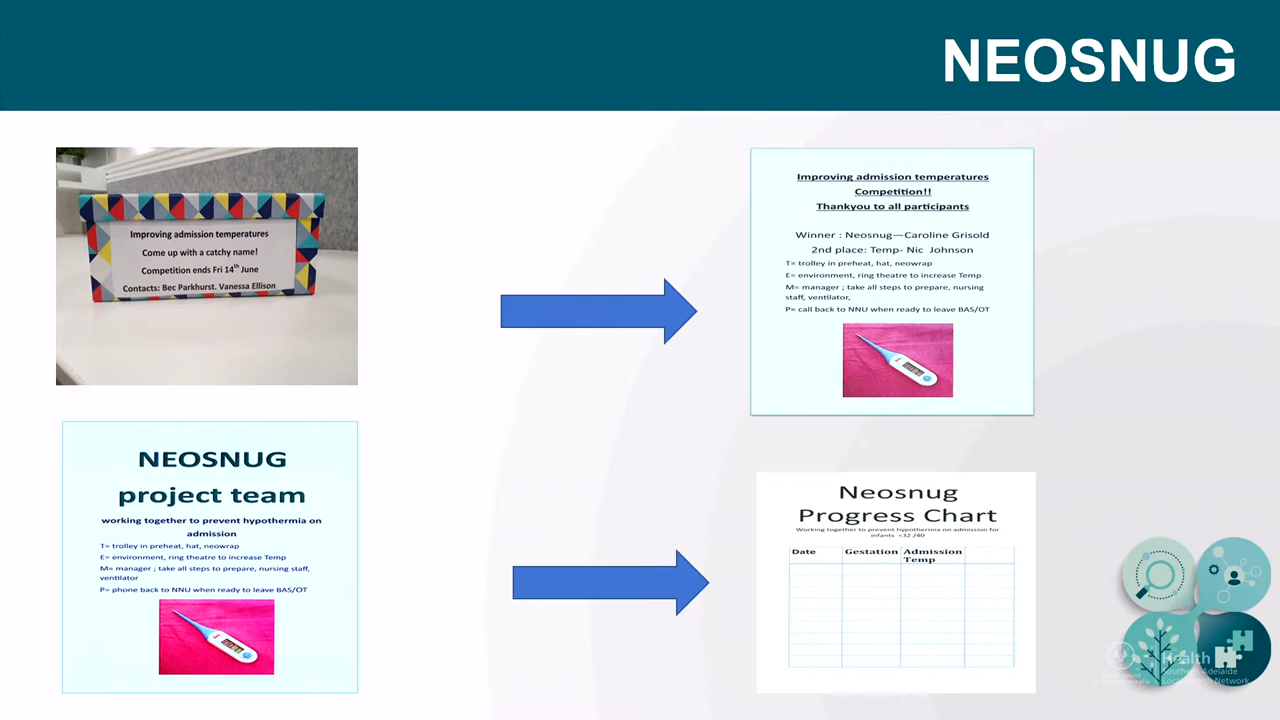 NEOSNUG
Improving admission temperatures
Come up with a catchy name!
Competition ends Fri 14th June
Contacts: Bec Parkhurst. Vanessa Ellison
Improving admission temperatures
Competition!!
Thankyou to all participants
Winner : Neosnug—Caroline Grisold
2nd place: Temp- Nic Johnson
T= trolley in preheat, hat, neowrap
E= environment, ring theatre to increase Temp
M= manager ; take all steps to prepare, nursing
staff, ventilator,
P= call back to NNU when ready to leave BAS/OT
NEOSNUG
project team
working together to prevent hypothermia on
admission
T= trolley in preheat, hat, neowrap
E= environment, ring theatre to increase Temp
M= manager ; take all steps to prepare, nursing staff,
ventilator
P= phone back to NNU when ready to leave BAS/OT
Neosnug
Progress Chart
Working together to prevent hypothermia on admission for
infants <32 /40
Date Gestation Admission
Temp
Health
Southern Adelaide
Local Health Network